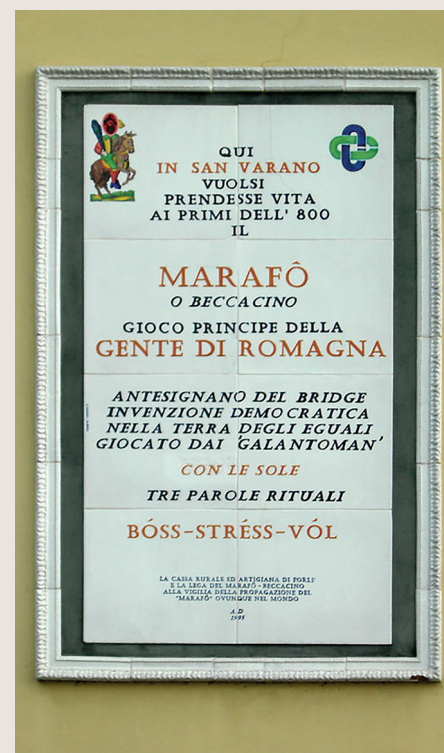 QUI
IN SAN VARANO
VUOLSI
PRENDESSE VITA
AI PRIMI DELL' 800
IL
MARAFÔ
O BECCACINO
GIOCO PRINCIPE DELLA
GENTE DI ROMAGNA
ANTESIGNANO DEL BRIDGE
INVENZIONE DEMOCRATICA
NELLA TERRA DEGLI EGUALI
GIOCATO DAI 'GALANTOMAN'
CON LE SOLE
TRE PAROLE RITUALI
BÓSS-STRÉSS-VÓL
LA CASSA RURALE ED ARTIGIANA DI FORLI'
E LA LEGA DEL MARAFÔ-BECCACINO
ALLA VIGILIA DELLA PROPAGAZIONE DEL
"MARAFÔ" OVUNQUE NEL MONDO
A.D
1995